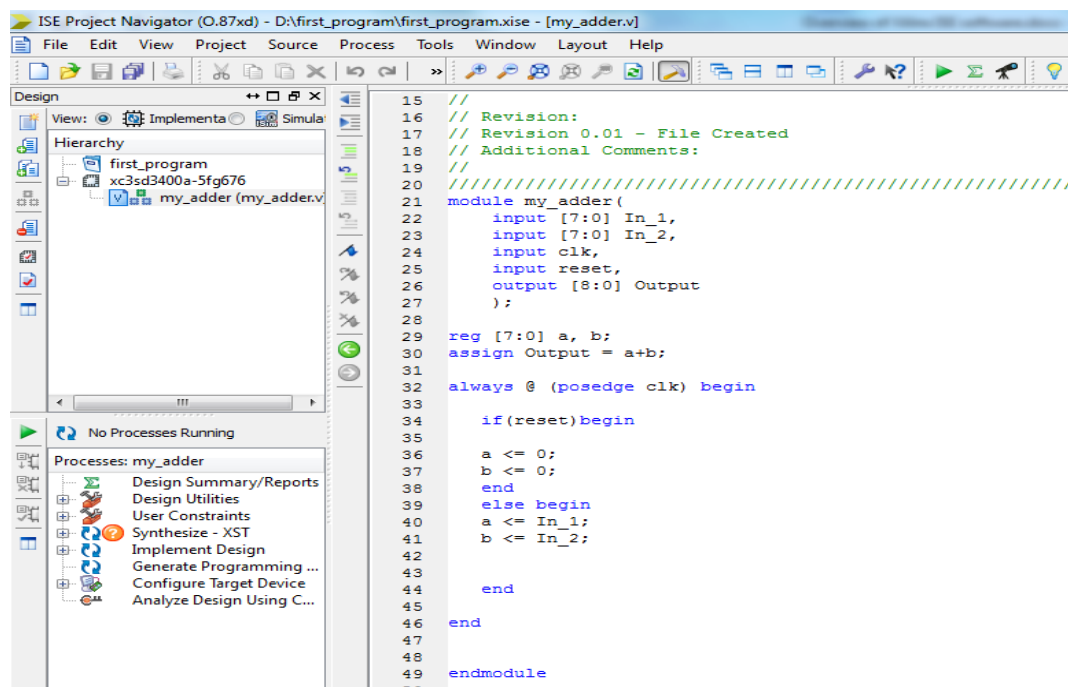 ISE Project Navigator (O.87xd) - D:\first_program\first_program.xise - [my_adder.v]
File Edit View Project Source Process Tools Window Layout Help
Design
View: Implementa Simula
Hierarchy
first_program
xc3sd3400a-5fg676
my_adder (my_adder.v)
No Processes Running
Processes: my_adder
Design Summary/Reports
Design Utilities
User Constraints
Synthesize - XST
Implement Design
Generate Programming ...
Configure Target Device
Analyze Design Using C...
15 //
16 // Revision:
17 // Revision 0.01 - File Created
18 // Additional Comments:
19 //
20 //////////////////////////////////////////////////////////
21 module my_adder(
22 input [7:0] In_1,
23 input [7:0] In_2,
24 input clk,
25 input reset,
26 output [8:0] Output
27 );
28
29 reg [7:0] a, b;
30 assign Output = a+b;
31
32 always @ (posedge clk) begin
33
34 if(reset)begin
35
36 a <= 0;
37 b <= 0;
38 end
39 else begin
40 a <= In_1;
41 b <= In_2;
42
43
44 end
45
46 end
47
48
49 endmodule